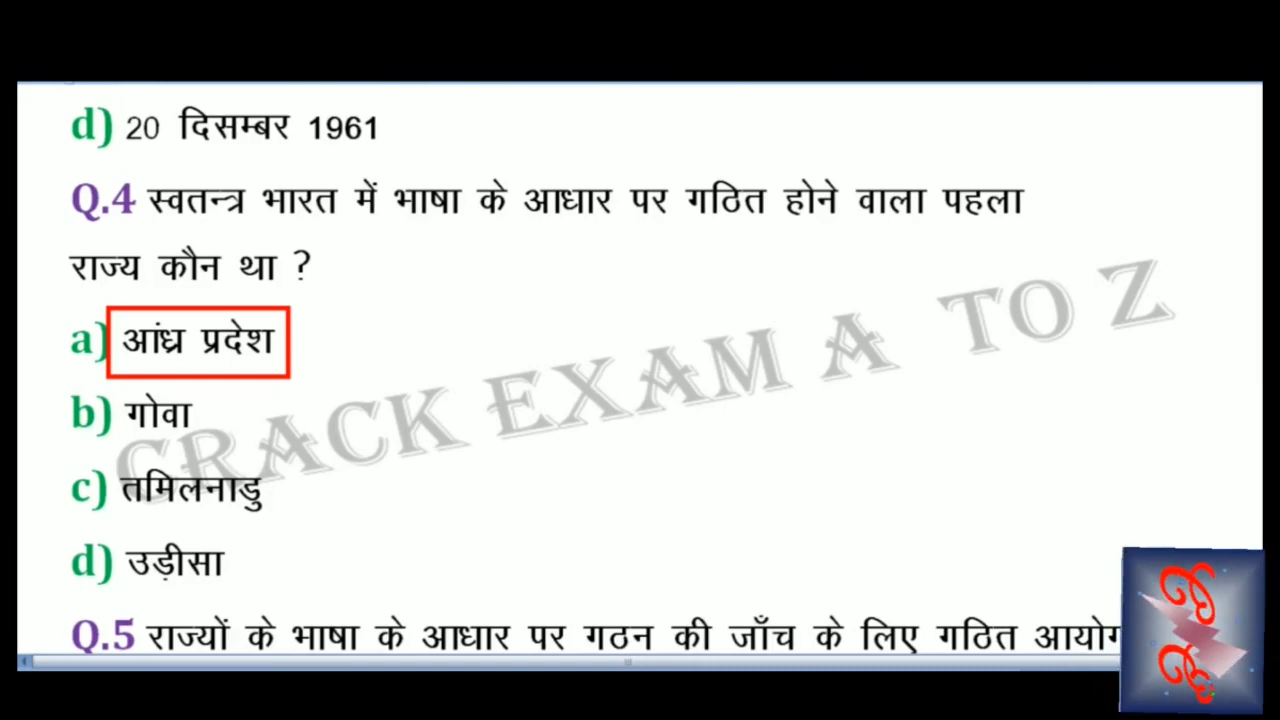 d) 20 दिसम्बर 1961
Q.4 स्वतन्त्र भारत में भाषा के आधार पर गठित होने वाला पहला
राज्य कौन था ?
a) आंध्र प्रदेश
b) गोवा
c) तमिलनाडु
d) उड़ीसा
CRACK EXAM A TO Z
Q.5 राज्यों के भाषा के आधार पर गठन की जाँच के लिए गठित आयोग